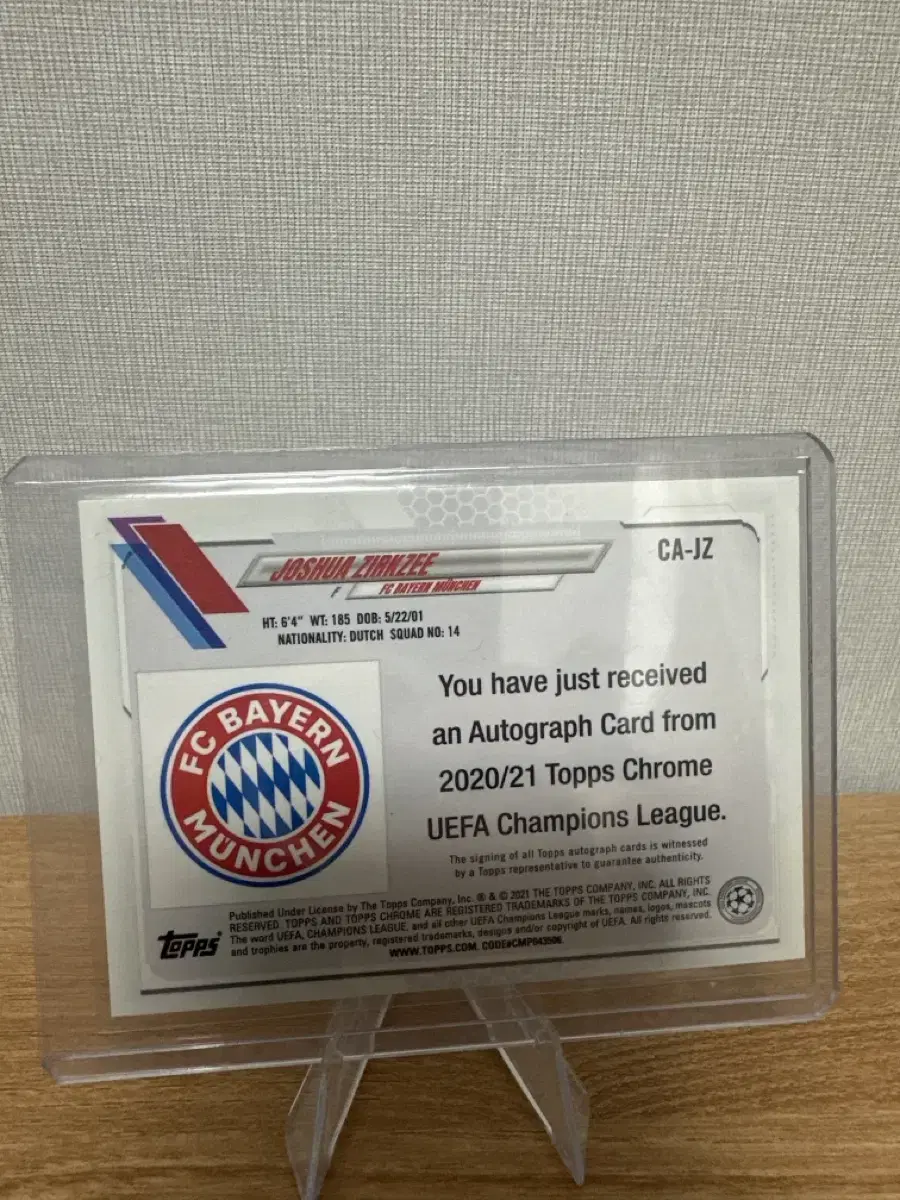 JOSHUA ZIRKZEE
FC BAYERN MÜNCHEN
CA-JZ
HT: 6'4" WT: 185 DOB: 5/22/01
NATIONALITY: DUTCH SQUAD NO: 14
FC BAYERN
MÜNCHEN
You have just received
an Autograph Card from
2020/21 Topps Chrome
UEFA Champions League.
The signing of all Topps autograph cards is witnessed
by a Topps representative to guarantee authenticity.
Published Under License by The Topps Company, Inc. ® & © 2021 THE TOPPS COMPANY, INC. ALL RIGHTS
RESERVED. TOPPS AND TOPPS CHROME ARE REGISTERED TRADEMARKS OF THE TOPPS COMPANY, INC.
The word UEFA, CHAMPIONS LEAGUE, and all other UEFA Champions League marks, names, logos, mascots
and trophies are the property, registered trademarks, designs and/or copyright of UEFA. All rights reserved.
WWW.TOPPS.COM. CODE#CMP043506
topps®